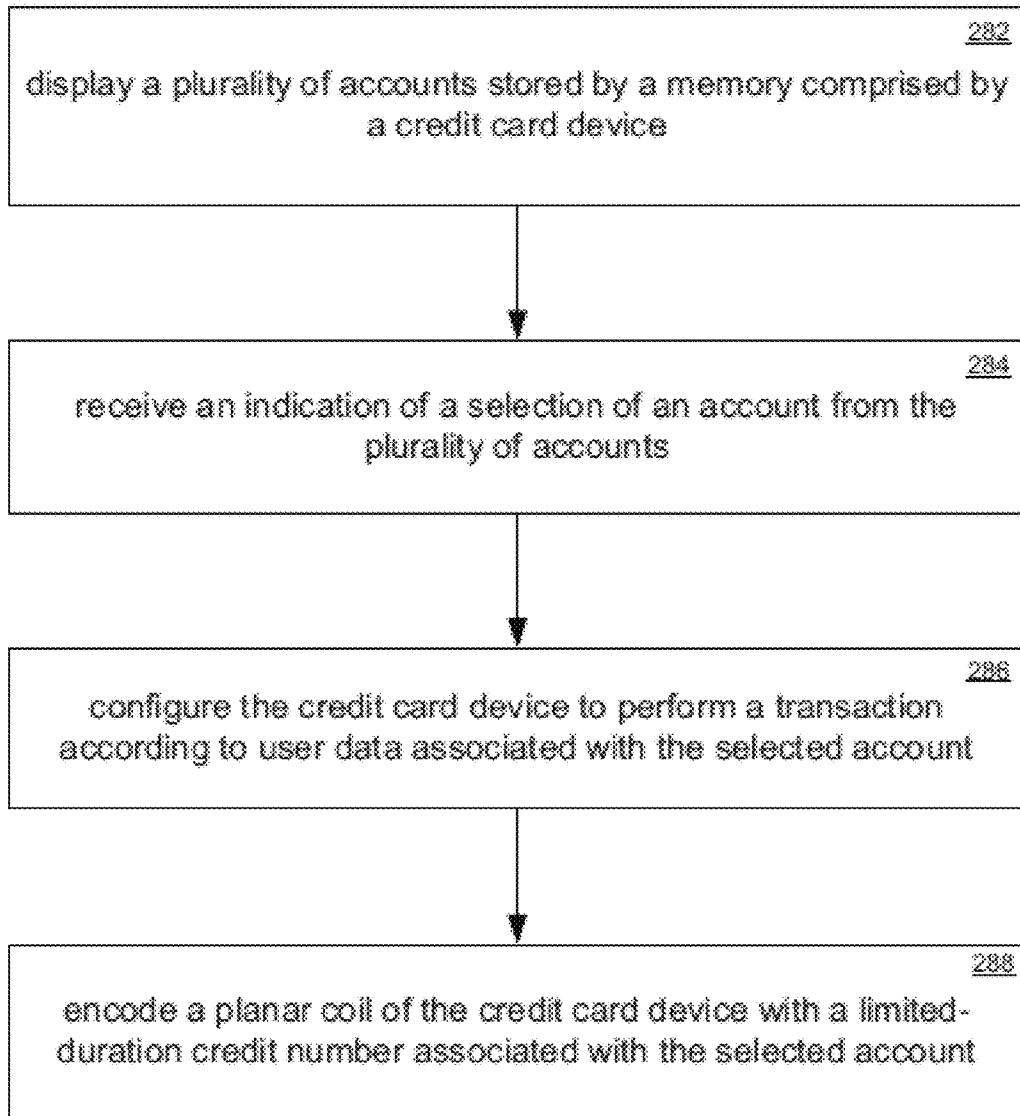 282
display a plurality of accounts stored by a memory comprised by
a credit card device
284
receive an indication of a selection of an account from the
plurality of accounts
286
configure the credit card device to perform a transaction
according to user data associated with the selected account
288
encode a planar coil of the credit card device with a limited-
duration credit number associated with the selected account